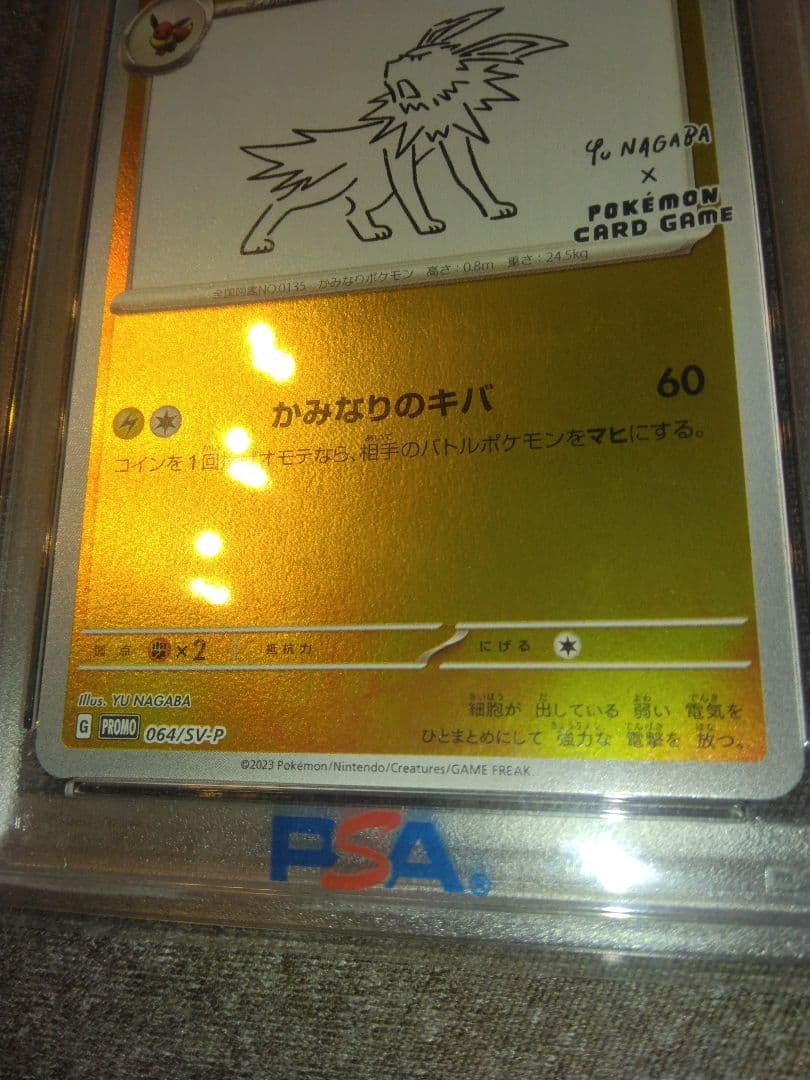 YU NAGABA
×
POKÉMON
CARD GAME
全国図鑑NO.0135 かみなりポケモン 高さ:0.8m 重さ:24.5kg
かみなりのキバ 60
コインを1回 オモテなら、相手のバトルポケモンをマヒにする。
弱点 ×2 抵抗力 にげる
Illus. YU NAGABA
G PROMO 064/SV-P
細胞が 出している 弱い 電気を
ひとまとめにして 強力な 電撃を 放つ。
©2023 Pokémon/Nintendo/Creatures/GAME FREAK.
PSA®